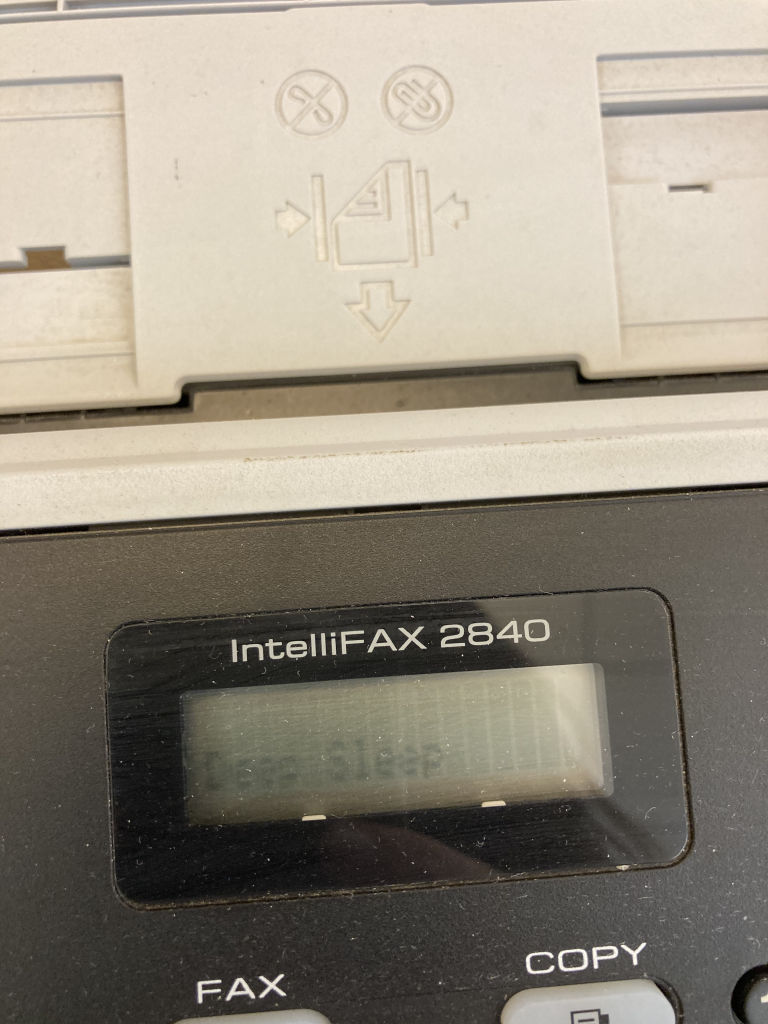 IntelliFAX 2840
Deep Sleep
FAX
COPY